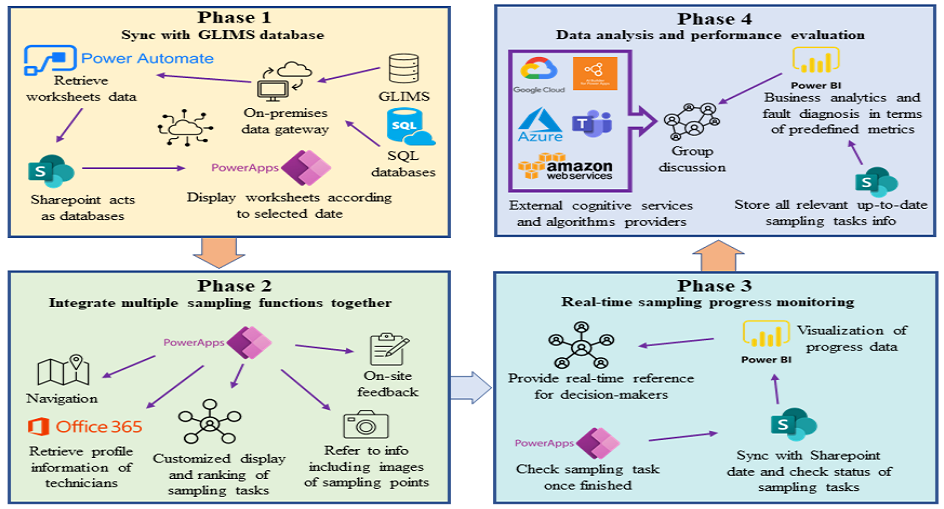 Phase 1
Sync with GLIMS database
Power Automate
Retrieve
worksheets data
On-premises
data gateway
GLIMS
SQL
SQL
databases
S
Sharepoint acts
as databases
PowerApps
Display worksheets according
to selected date
Phase 2
Integrate multiple sampling functions together
PowerApps
Navigation
On-site
feedback
Office 365
Retrieve profile
information of
technicians
Customized display
and ranking of
sampling tasks
Refer to info
including images
of sampling points
Phase 3
Real-time sampling progress monitoring
Provide real-time reference
for decision-makers
Power BI
Visualization of
progress data
PowerApps
Check sampling task
once finished
S
Sync with Sharepoint
date and check status of
sampling tasks
Phase 4
Data analysis and performance evaluation
Google Cloud
Azure
T
amazon
webservices
External cognitive services
and algorithms providers
Group
discussion
Power BI
Business analytics and
fault diagnosis in terms
of predefined metrics
S
Store all relevant up-to-date
sampling tasks info